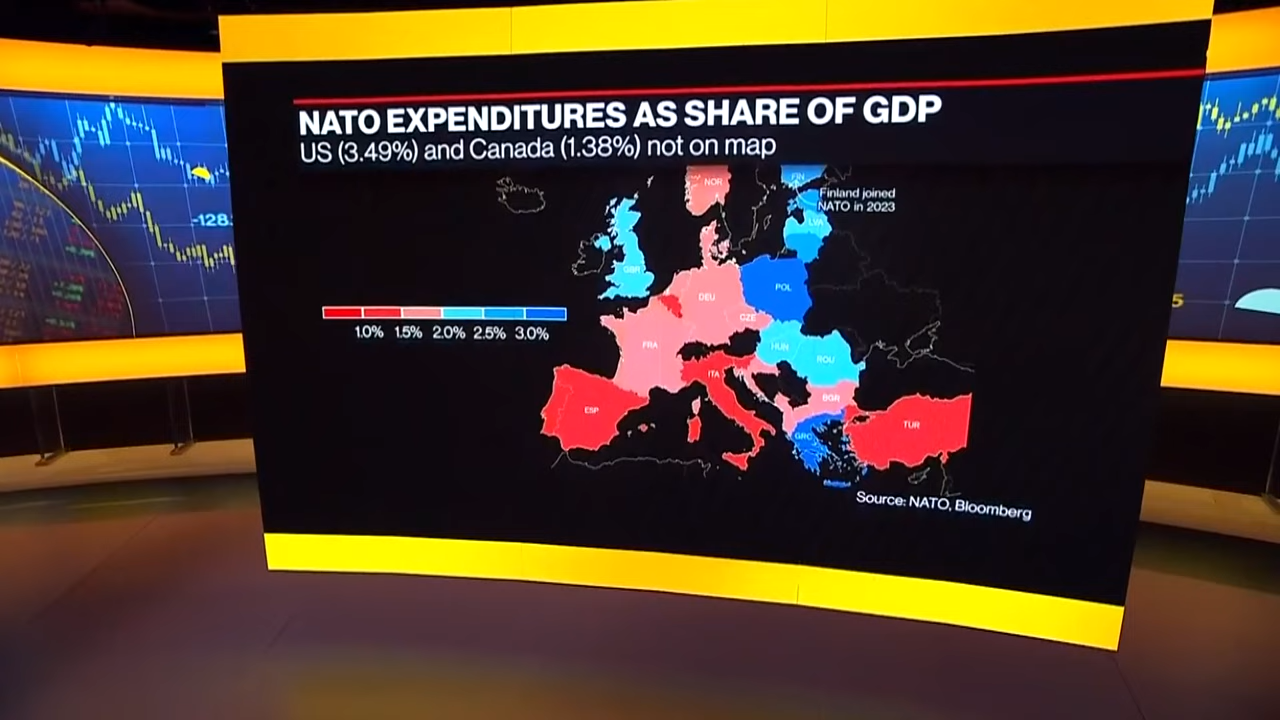 NATO EXPENDITURES AS SHARE OF GDP
US (3.49%) and Canada (1.38%) not on map
NOR
FIN
Finland joined
NATO in 2023
LVA
GBR
POL
DEU
CZE
1.0% 1.5% 2.0% 2.5% 3.0%
FRA
HUN
ROU
ITA
BGR
ESP
TUR
GRC
Source: NATO, Bloomberg
-128.
5